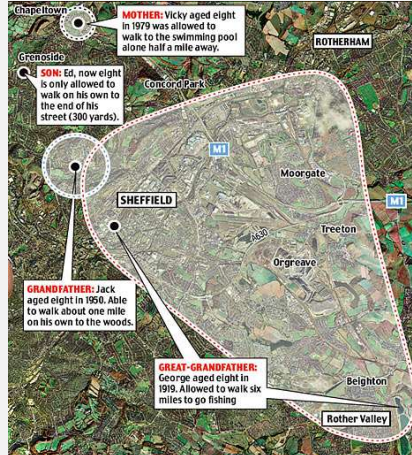 Chapeltown
MOTHER: Vicky aged eight
in 1979 was allowed to
walk to the swimming pool
alone half a mile away.
ROTHERHAM
Grenoside
SON: Ed, now eight
is only allowed to
walk on his own to
the end of his
street (300 yards).
Concord Park
M1
Moorgate
SHEFFIELD
M1
Treeton
A630
Orgreave
GRANDFATHER: Jack
aged eight in 1950. Able
to walk about one mile
on his own to the woods.
GREAT-GRANDFATHER:
George aged eight in
1919. Allowed to walk six
miles to go fishing
Beighton
Rother Valley